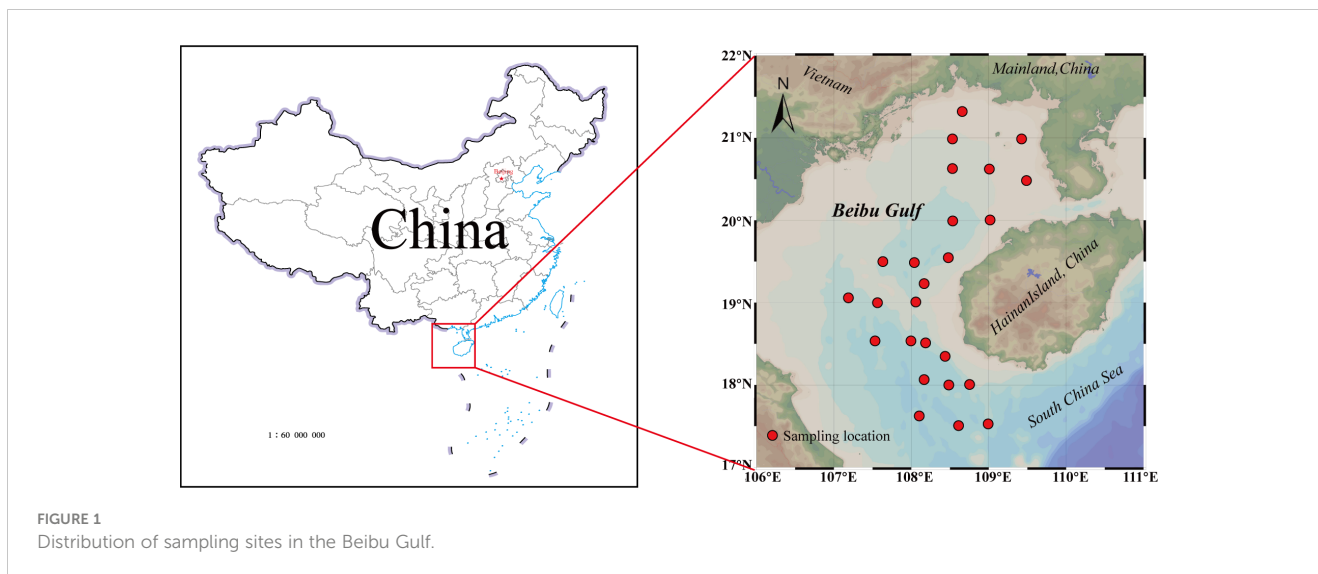 Beijing
China
1 : 60 000 000
22°N
21°N
20°N
19°N
18°N
17°N
Vietnam
Mainland,China
N
Beibu Gulf
HainanIsland, China
South China Sea
Sampling location
106°E 107°E 108°E 109°E 110°E 111°E
FIGURE 1
Distribution of sampling sites in the Beibu Gulf.